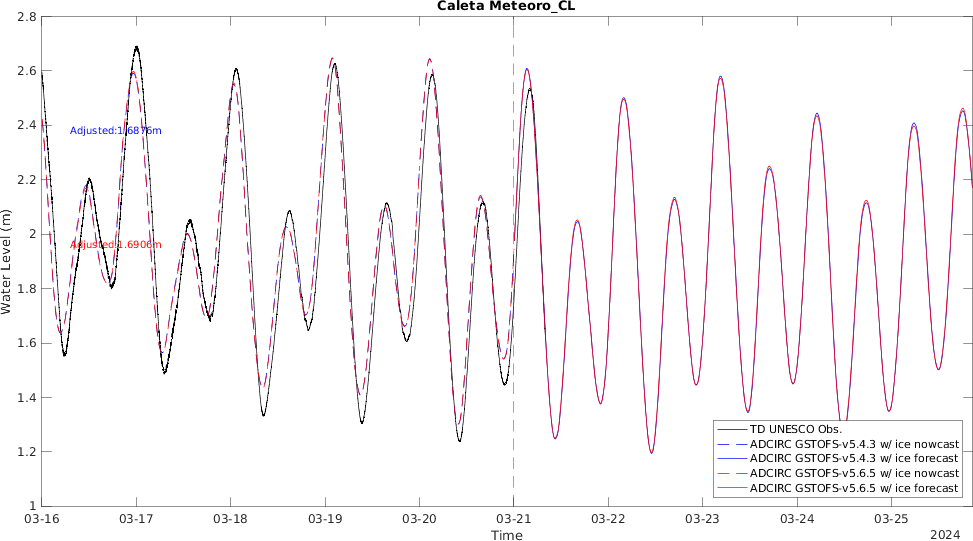 Caleta Meteoro_CL
2.8
2.6
2.4
2.2
2
1.8
1.6
1.4
1.2
1
Water Level (m)
Adjusted:1.6876m
Adjusted:1.6906m
TD UNESCO Obs.
ADCIRC GSTOFS-v5.4.3 w/ ice nowcast
ADCIRC GSTOFS-v5.4.3 w/ ice forecast
ADCIRC GSTOFS-v5.6.5 w/ ice nowcast
ADCIRC GSTOFS-v5.6.5 w/ ice forecast
03-16 03-17 03-18 03-19 03-20 03-21 03-22 03-23 03-24 03-25
Time
2024